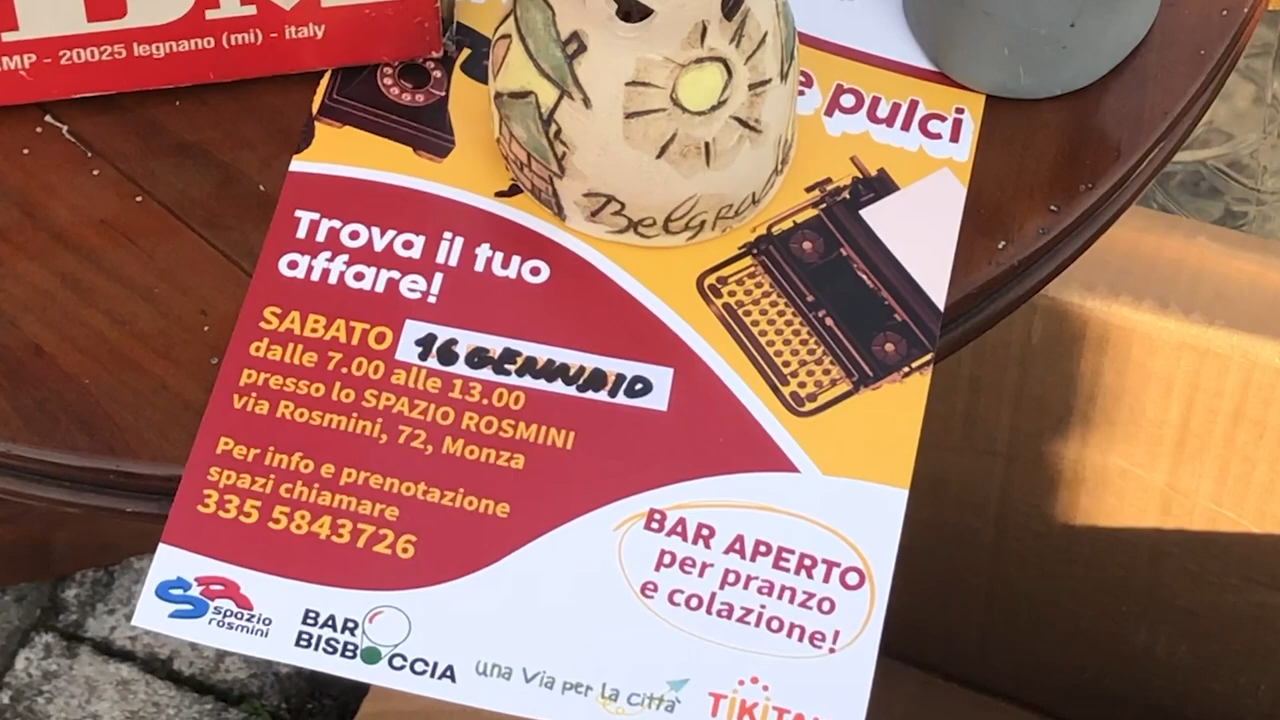 20025 legnano (mi) - italy
Belgra
e pulci
Trova il tuo
affare!
SABATO 16 GENNAIO
dalle 7.00 alle 13.00
presso lo SPAZIO ROSMINI
via Rosmini, 72, Monza
Per info e prenotazione
spazi chiamare
335 5843726
BAR APERTO
per pranzo
e colazione!
spazio
rosmini
BAR
BISBOCCIA
una Via per la città